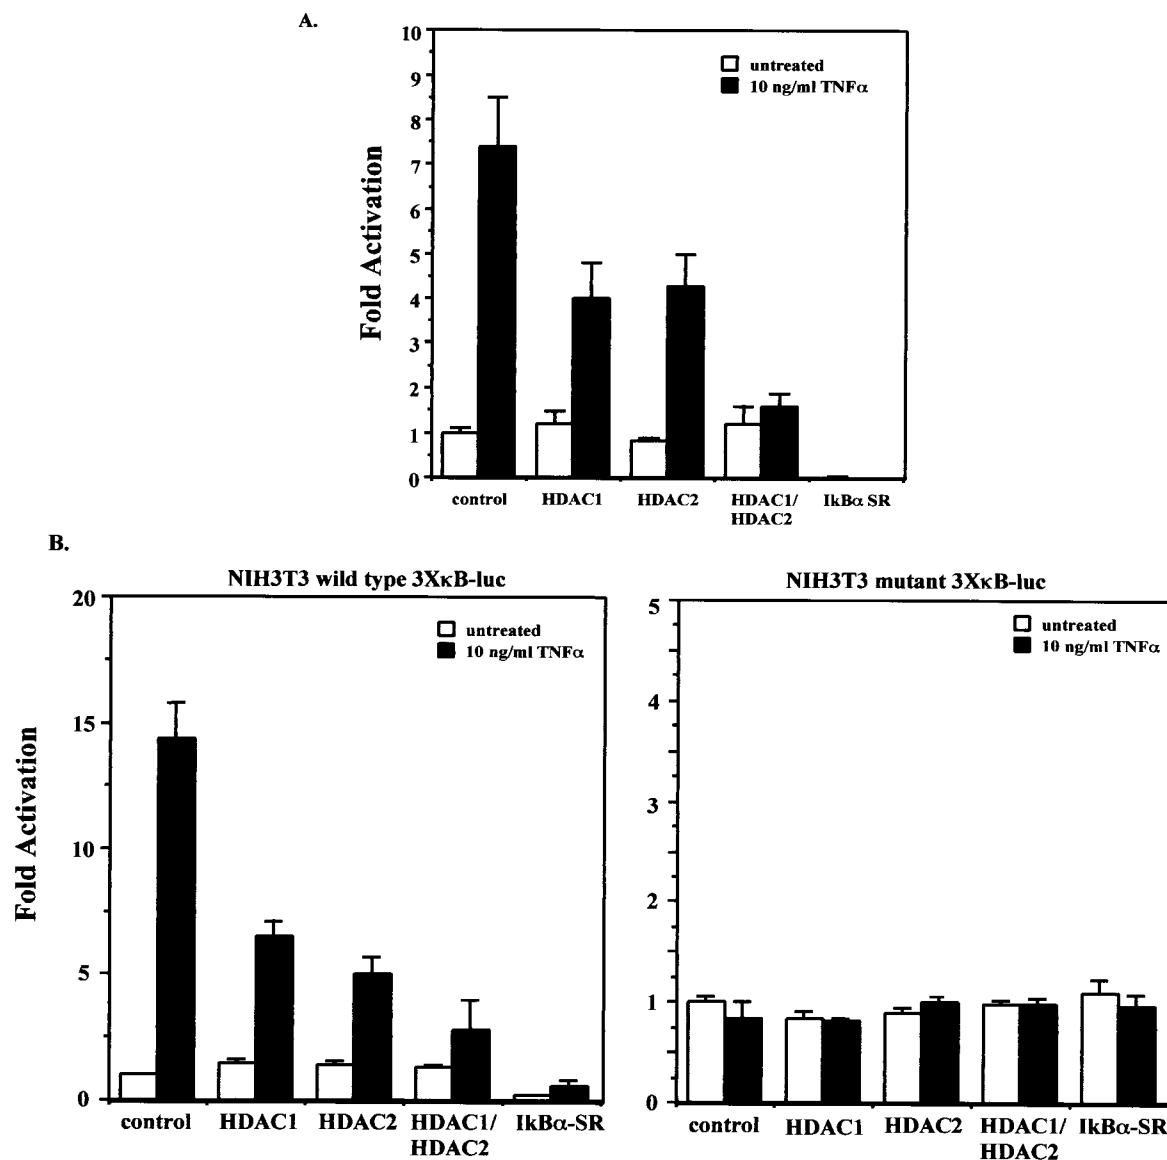 A.
10
9
8
7
6
5
4
3
2
1
0
Fold Activation
untreated
10 ng/ml TNFα
control
HDAC1
HDAC2
HDAC1/
HDAC2
IkBα SR
B.
NIH3T3 wild type 3XκB-luc
20
15
10
5
0
Fold Activation
untreated
10 ng/ml TNFα
control
HDAC1
HDAC2
HDAC1/
HDAC2
IkBα-SR
NIH3T3 mutant 3XκB-luc
5
4
3
2
1
0
untreated
10 ng/ml TNFα
control
HDAC1
HDAC2
HDAC1/
HDAC2
IkBα-SR